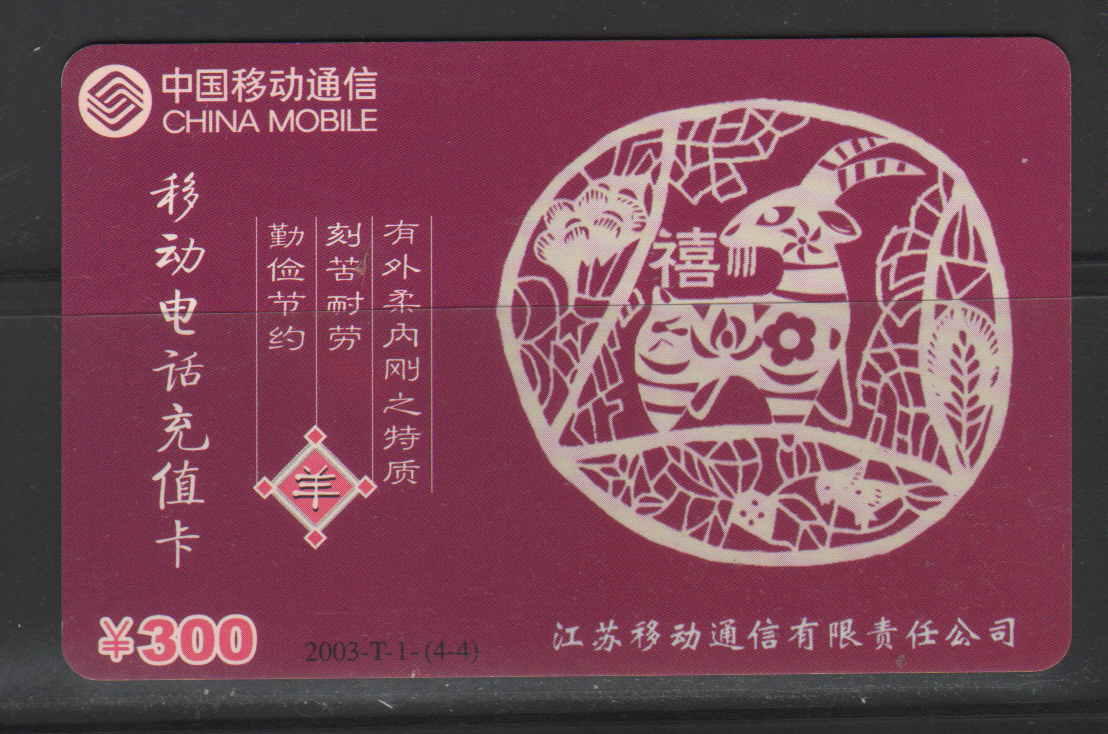 中国移动通信
CHINA MOBILE
移动电话充值卡
有外柔内刚之特质
刻苦耐劳
勤俭节约
羊
禧
¥300
2003-T-1-(4-4)
江苏移动通信有限责任公司